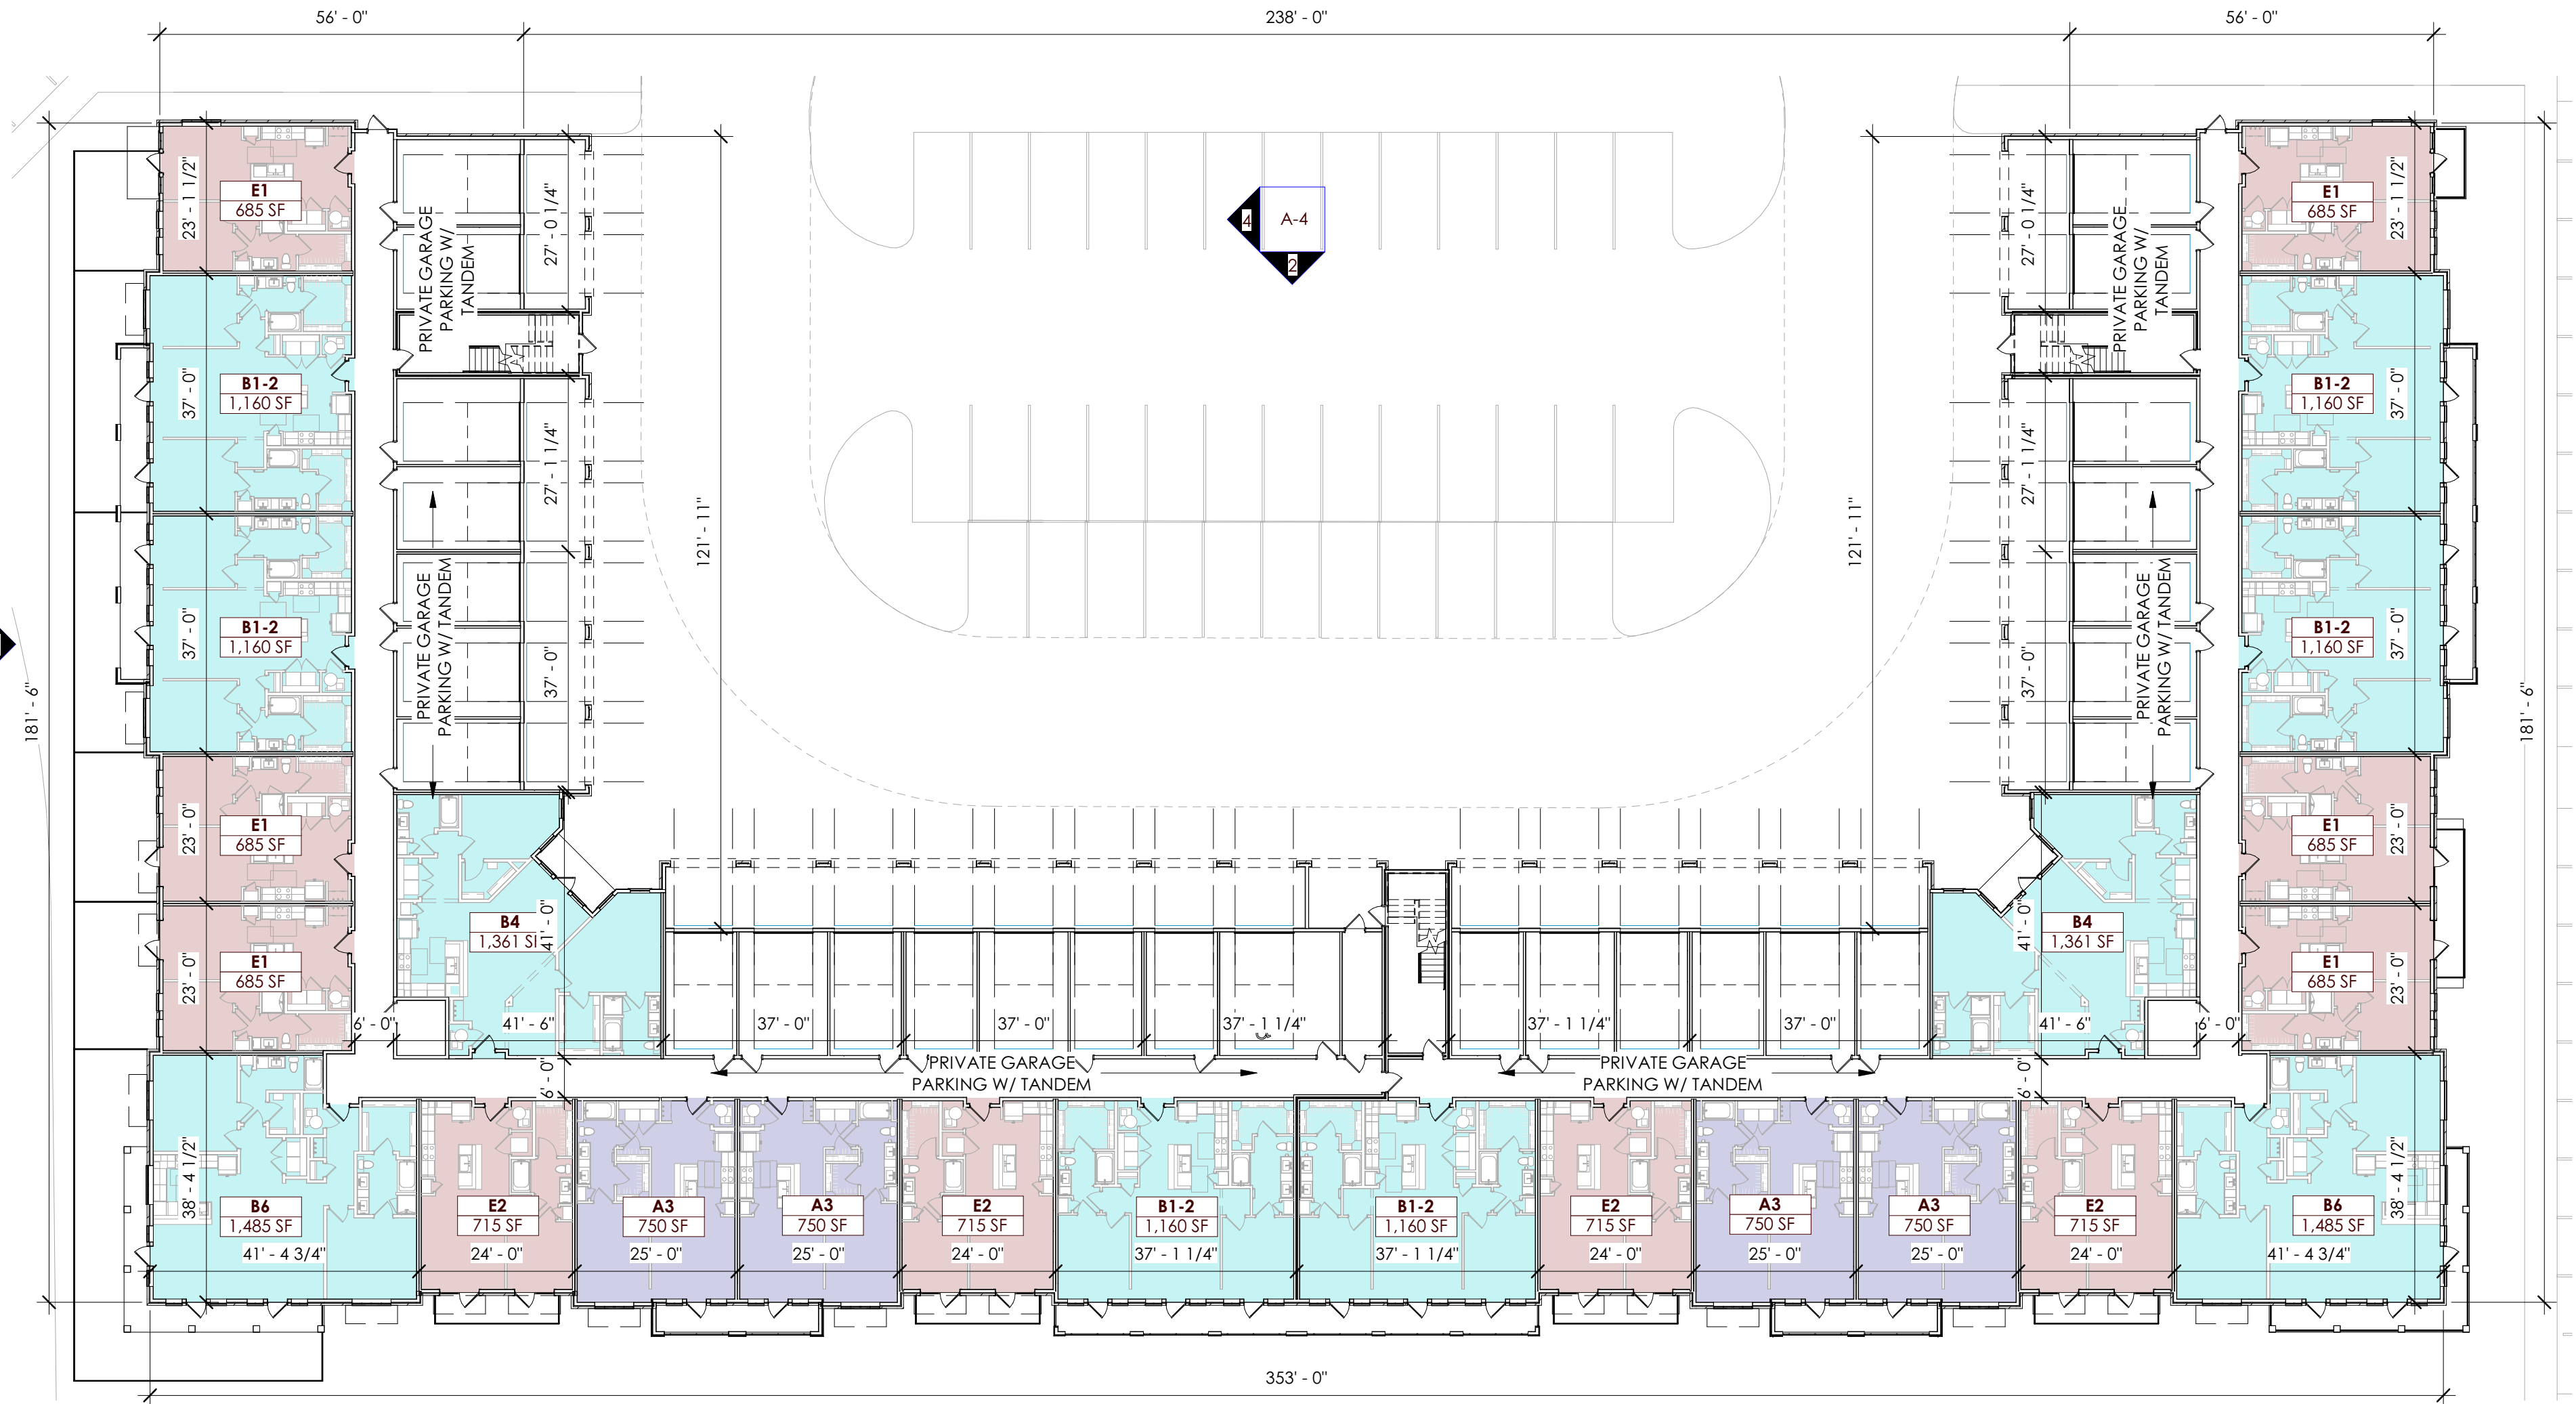 56' - 0"
238' - 0"
56' - 0"
E1
685 SF
23' - 1 1/2"
PRIVATE GARAGE
PARKING W/
TANDEM
27' - 0 1/4"
4
A-4
2
27' - 0 1/4"
PRIVATE GARAGE
PARKING W/
TANDEM
E1
685 SF
23' - 1 1/2"
B1-2
1,160 SF
37' - 0"
27' - 1 1/4"
121' - 11"
121' - 11"
27' - 1 1/4"
B1-2
1,160 SF
37' - 0"
181' - 6"
37' - 0"
B1-2
1,160 SF
PRIVATE GARAGE
PARKING W/ TANDEM
37' - 0"
37' - 0"
PRIVATE GARAGE
PARKING W/ TANDEM
B1-2
1,160 SF
37' - 0"
181' - 6"
23' - 0"
E1
685 SF
E1
685 SF
23' - 0"
23' - 0"
E1
685 SF
B4
1,361 SF
41' - 0"
41' - 0"
B4
1,361 SF
E1
685 SF
23' - 0"
6' - 0"
41' - 6"
37' - 0"
37' - 0"
37' - 1 1/4"
37' - 1 1/4"
37' - 0"
41' - 6"
6' - 0"
6' - 0"
PRIVATE GARAGE
PARKING W/ TANDEM
PRIVATE GARAGE
PARKING W/ TANDEM
6' - 0"
38' - 4 1/2"
B6
1,485 SF
E2
715 SF
A3
750 SF
A3
750 SF
E2
715 SF
B1-2
1,160 SF
B1-2
1,160 SF
E2
715 SF
A3
750 SF
A3
750 SF
E2
715 SF
B6
1,485 SF
38' - 4 1/2"
41' - 4 3/4"
24' - 0"
25' - 0"
25' - 0"
24' - 0"
37' - 1 1/4"
37' - 1 1/4"
24' - 0"
25' - 0"
25' - 0"
24' - 0"
41' - 4 3/4"
353' - 0"